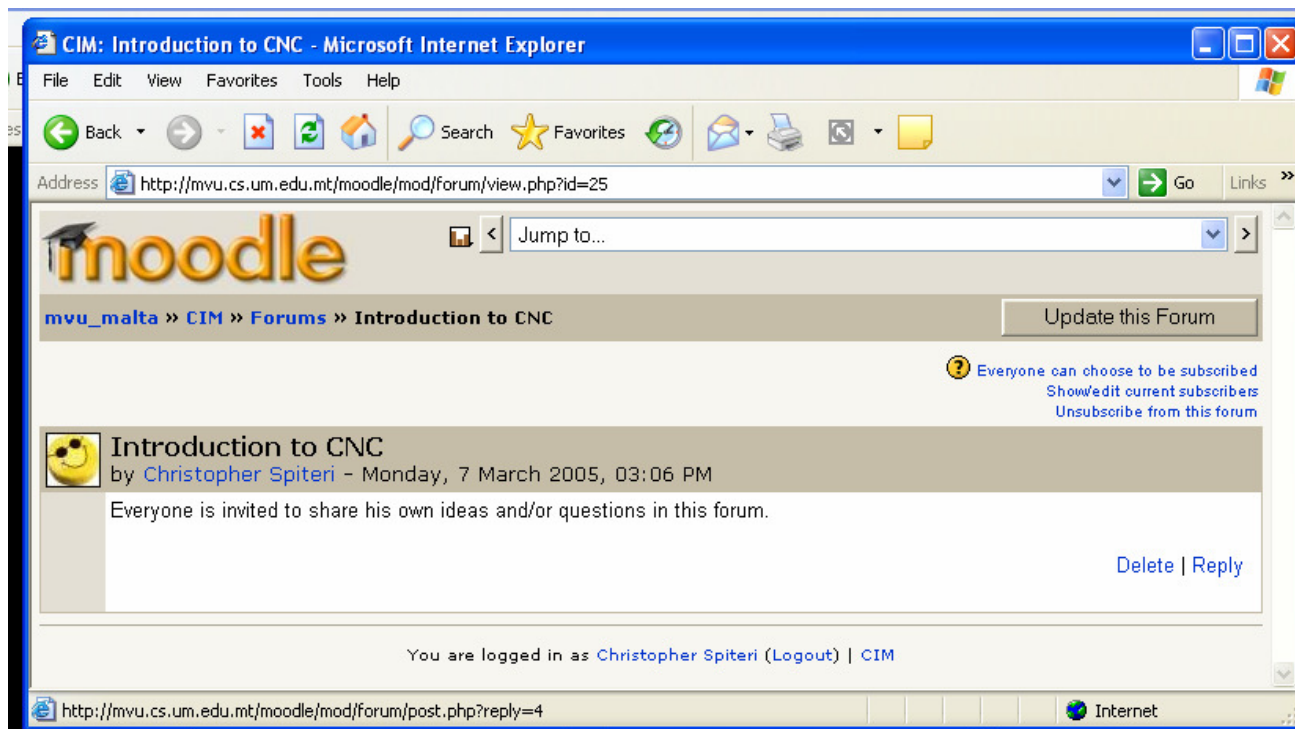 CIM: Introduction to CNC - Microsoft Internet Explorer
File Edit View Favorites Tools Help
Back Search Favorites
Address http://mvu.cs.um.edu.mt/moodle/mod/forum/view.php?id=25 Go Links »
moodle < Jump to... >
mvu_malta » CIM » Forums » Introduction to CNC Update this Forum
? Everyone can choose to be subscribed
Show/edit current subscribers
Unsubscribe from this forum
Introduction to CNC
by Christopher Spiteri - Monday, 7 March 2005, 03:06 PM
Everyone is invited to share his own ideas and/or questions in this forum.
Delete | Reply
You are logged in as Christopher Spiteri (Logout) | CIM
http://mvu.cs.um.edu.mt/moodle/mod/forum/post.php?reply=4 Internet